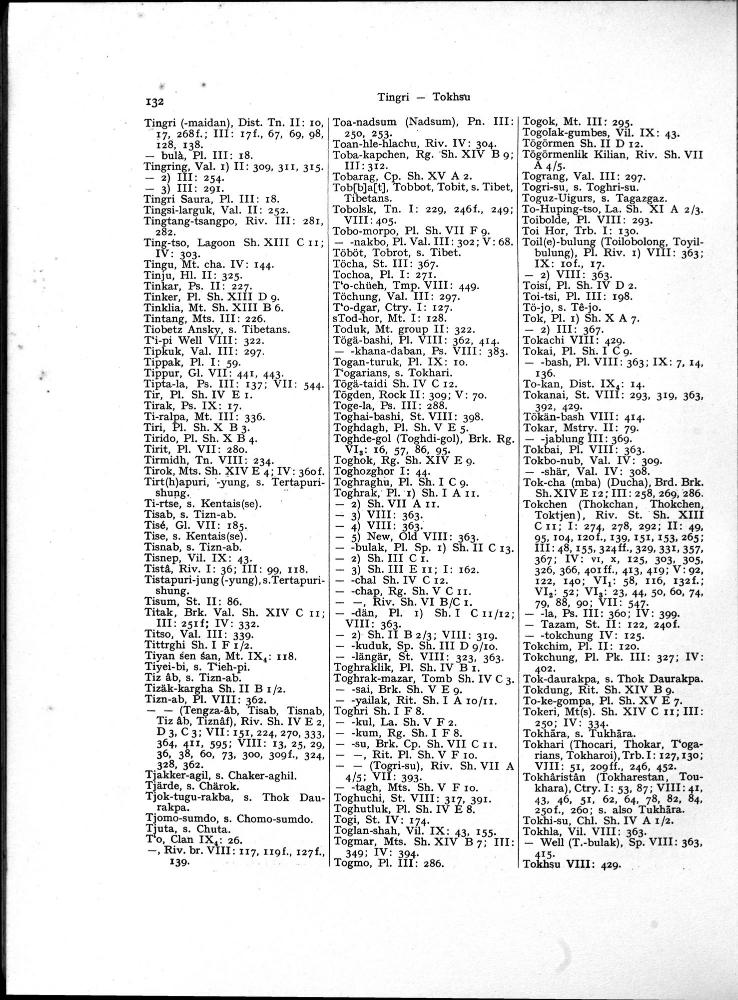 132
Tingri — Tokhsu
Tingri (-maidan), Dist. Tn. II: 10,
17, 268f.; III: 17f., 67, 69, 98,
128, 138.
— bulà, Pl. III: 18.
Tingring, Val. 1) II: 309, 311, 315.
— 2) III: 254.
— 3) III: 291.
Tingri Saura, Pl. III: 18.
Tingsi-larguk, Val. II: 252.
Tingtang-tsangpo, Riv. III: 281,
282.
Ting-tso, Lagoon Sh. XIII C 11;
IV: 303.
Tingu, Mt. cha. IV: 144.
Tinju, Hl. II: 325.
Tinkar, Ps. II: 227.
Tinker, Pl. Sh. XIII D 9.
Tinklia, Mt. Sh. XIII B 6.
Tintang, Mts. III: 226.
Tiobetz Ansky, s. Tibetans.
T'i-pi Well VIII: 322.
Tipkuk, Val. III: 297.
Tippak, Pl. I: 59.
Tippur, Gl. VII: 441, 443.
Tipta-la, Ps. III: 137; VII: 544.
Tir, Pl. Sh. IV E 1.
Tirak, Ps. IX: 17.
Ti-ralpa, Mt. III: 336.
Tiri, Pl. Sh. X B 3.
Tirido, Pl. Sh. X B 4.
Tirit, Pl. VII: 280.
Tirmidh, Tn. VIII: 234.
Tirok, Mts. Sh. XIV E 4; IV: 360f.
Tirt(h)apuri, -yung, s. Tertapuri-
shung.
Ti-rtse, s. Kentais(se).
Tisab, s. Tizn-ab.
Tisé, Gl. VII: 185.
Tise, s. Kentais(se).
Tisnab, s. Tizn-ab.
Tisnep, Vil. IX: 43.
Tistâ, Riv. I: 36; III: 99, 118.
Tistapuri-jung (-yung), s. Tertapuri-
shung.
Tisum, St. II: 86.
Titak, Brk. Val. Sh. XIV C 11;
III: 251f; IV: 332.
Titso, Val. III: 339.
Tittrghi Sh. I F 1/2.
Tiyan šen šan, Mt. IX₄: 118.
Tiyei-bi, s. T'ieh-pi.
Tiz âb, s. Tizn-ab.
Tizäk-kargha Sh. II B 1/2.
Tizn-ab, Pl. VIII: 362.
— — (Tengza-âb, Tisab, Tisnab,
Tiz âb, Tiznâf), Riv. Sh. IV E 2,
D 3, C 3; VII: 151, 224, 270, 333,
364, 411, 595; VIII: 13, 25, 29,
36, 38, 60, 73, 300, 309f., 324,
328, 362.
Tjakker-agil, s. Chaker-aghil.
Tjärde, s. Chärok.
Tjok-tugu-rakba, s. Thok Dau-
rakpa.
Tjomo-sumdo, s. Chomo-sumdo.
Tjuta, s. Chuta.
T'o, Clan IX₄: 26.
—, Riv. br. VIII: 117, 119f., 127f.,
139.
Toa-nadsum (Nadsum), Pn. III:
250, 253.
Toan-hle-hlachu, Riv. IV: 304.
Toba-kapchen, Rg. Sh. XIV B 9;
III: 312.
Tobarag, Cp. Sh. XV A 2.
Tob[b]a[t], Tobbot, Tobit, s. Tibet,
Tibetans.
Tobolsk, Tn. I: 229, 246f., 249;
VIII: 405.
Tobo-morpo, Pl. Sh. VII F 9.
— -nakbo, Pl. Val. III: 302; V: 68.
Töböt, Tobrot, s. Tibet.
Töcha, St. III: 367.
Tochoa, Pl. I: 271.
T'o-chüeh, Tmp. VIII: 449.
Töchung, Val. III: 297.
T'o-dgar, Ctry. I: 127.
sTod-hor, Mts. I: 128.
Toduk, Mt. group II: 322.
Tögä-bashi, Pl. VIII: 362, 414.
— -khana-daban, Ps. VIII: 383.
Togan-turuk, Pl. IX: 10.
T'ogarians, s. Tokhari.
Tögä-taidi Sh. IV C 12.
Tögden, Rock II: 309; V: 70.
Toge-la, Ps. III: 288.
Toghai-bashi, St. VIII: 398.
Toghdagh, Pl. Sh. V E 5.
Toghde-gol (Toghdi-gol), Brk. Rg.
VI₂: 16, 57, 86, 95.
Toghok, Rg. Sh. XIV E 9.
Toghozghor I: 44.
Toghraghu, Pl. Sh. I C 9.
Toghrak, Pl. 1) Sh. I A 11.
— 2) Sh. VII A 11.
— 3) VIII: 363.
— 4) VIII: 363.
— 5) New, Old VIII: 363.
— -bulak, Pl. Sp. 1) Sh. II C 13.
— 2) Sh. III C 1.
— 3) Sh. III E 11; I: 162.
— -chal Sh. IV C 12.
— -chap, Rg. Sh. V C 11.
— —, Riv. Sh. VI B/C 1.
— -dän, Pl. 1) Sh. I C 11/12;
VIII: 363.
— 2) Sh. II B 2/3; VIII: 319.
— -kuduk, Sp. Sh. III D 9/10.
— -längär, St. VIII: 323, 363.
Toghraklik, Pl. Sh. IV B 1.
Toghrak-mazar, Tomb Sh. IV C 3.
— -sai, Brk. Sh. V E 9.
— -yailak, Rit. Sh. I A 10/11.
Toghri Sh. I F 8.
— -kul, La. Sh. V F 2.
— -kum, Rg. Sh. I F 8.
— -su, Brk. Cp. Sh. VII C 11.
— —, Rit. Pl. Sh. V F 10.
— — (Togri-su), Riv. Sh. VII A
4/5; VII: 393.
— -tagh, Mts. Sh. V F 10.
Toghuchi, St. VIII: 317, 391.
Toghutluk, Pl. Sh. IV E 8.
Togi, St. IV: 174.
Toglan-shah, Vil. IX: 43, 155.
Togmar, Mts. Sh. XIV B 7; III:
349; IV: 394.
Togmo, Pl. III: 286.
Togok, Mt. III: 295.
Togolak-gumbes, Vil. IX: 43.
Tögörmen Sh. II D 12.
Tögörmenlik Kilian, Riv. Sh. VII
A 4/5.
Tograng, Val. III: 297.
Togri-su, s. Toghri-su.
Toguz-Uigurs, s. Tagazgaz.
To-Huping-tso, La. Sh. XI A 2/3.
Toibolde, Pl. VIII: 293.
Toi Hor, Trb. I: 130.
Toil(e)-bulung (Toilobolong, Toyil-
bulung), Pl. Riv. 1) VIII: 363;
IX: 10f., 17.
— 2) VIII: 363.
Toisi, Pl. Sh. IV D 2.
Toi-tsi, Pl. III: 198.
Tö-jo, s. Tê-jo.
Tok, Pl. 1) Sh. X A 7.
— 2) III: 367.
Tokachi VIII: 429.
Tokai, Pl. Sh. I C 9.
— -bash, Pl. VIII: 363; IX: 7, 14,
136.
To-kan, Dist. IX₄: 14.
Tokanai, St. VIII: 293, 319, 363,
392, 429.
Tökän-bash VIII: 414.
Tokar, Mstry. II: 79.
— -jablung III: 369.
Tokbai, Pl. VIII: 363.
Tokbo-nub, Val. IV: 309.
— -shär, Val. IV: 308.
Tok-cha (mba) (Ducha), Brd. Brk.
Sh. XIV E 12; III: 258, 269, 286.
Tokchen (Thokchan, Thokchen,
Toktjen), Riv. St. Sh. XIII
C 11; I: 274, 278, 292; II: 49,
95, 104, 120f., 139, 151, 153, 265;
III: 48, 155, 324ff., 329, 331, 357,
367; IV: VI, X, 125, 303, 305,
326, 366, 401ff., 413, 419; V: 92,
122, 140; VI₁: 58, 116, 132f.;
VI₂: 52; VI₃: 23, 44, 50, 60, 74,
79, 88, 90; VII: 547.
— -la, Ps. III: 360; IV: 399.
— Tazam, St. II: 122, 240f.
— -tokchung IV: 125.
Tokchim, Pl. II: 120.
Tokchung, Pl. Pk. III: 327; IV:
402.
Tok-daurakpa, s. Thok Daurakpa.
Tokdung, Rit. Sh. XIV B 9.
To-ke-gompa, Pl. Sh. XV E 7.
Tokeri, Mt(s). Sh. XIV C 11; III:
250; IV: 334.
Tokhāra, s. Tukhāra.
Tokhari (Thocari, Thokar, T'oga-
rians, Tokharoi), Trb. I: 127, 130;
VIII: 51, 209ff., 246, 452.
Tokhâristân (Tokharestan, Tou-
khara), Ctry. I: 53, 87; VIII: 41,
43, 46, 51, 62, 64, 78, 82, 84,
250f., 260; s. also Tukhāra.
Tokhi-su, Chl. Sh. IV A 1/2.
Tokhla, Vil. VIII: 363.
— Well (T.-bulak), Sp. VIII: 363,
415.
Tokhsu VIII: 429.